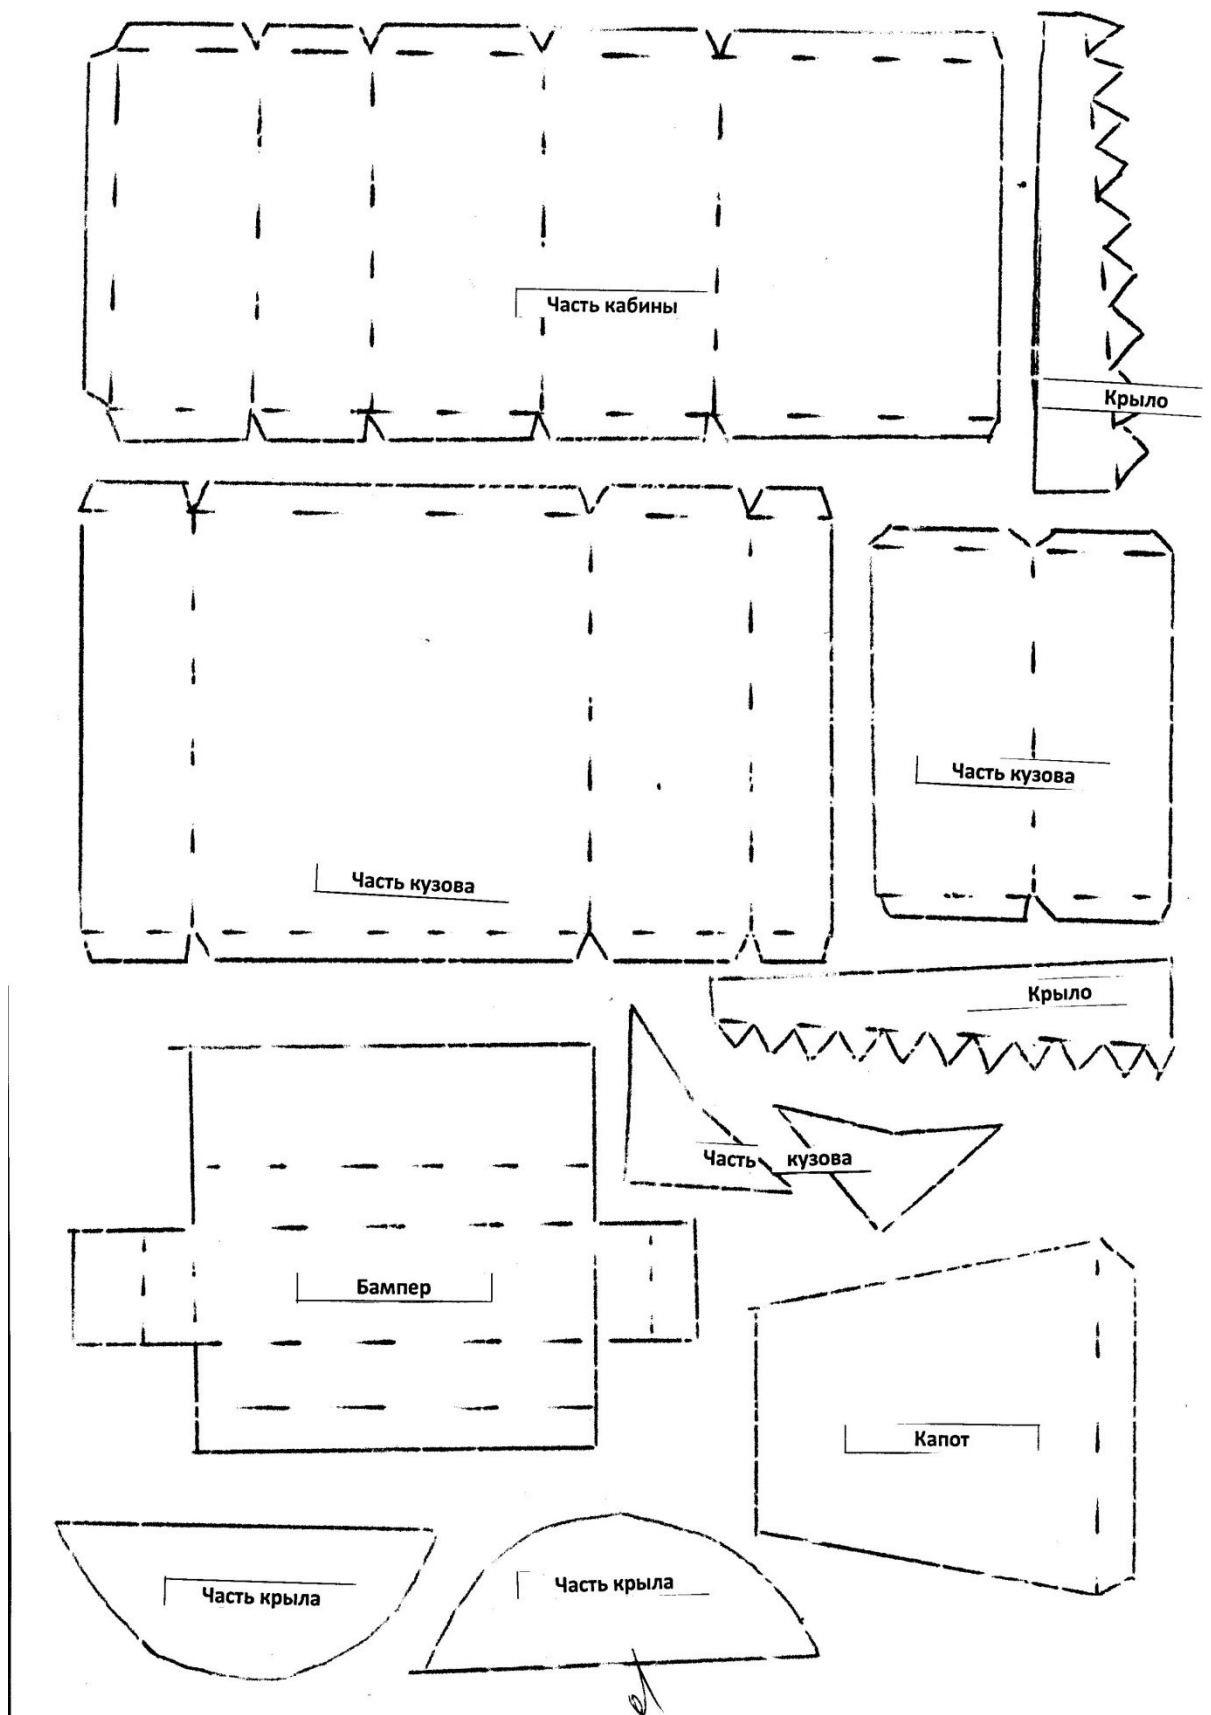 Часть кабины
Крыло
Часть кузова
Часть кузова
Крыло
Часть кузова
Бампер
Капот
Часть крыла
Часть крыла